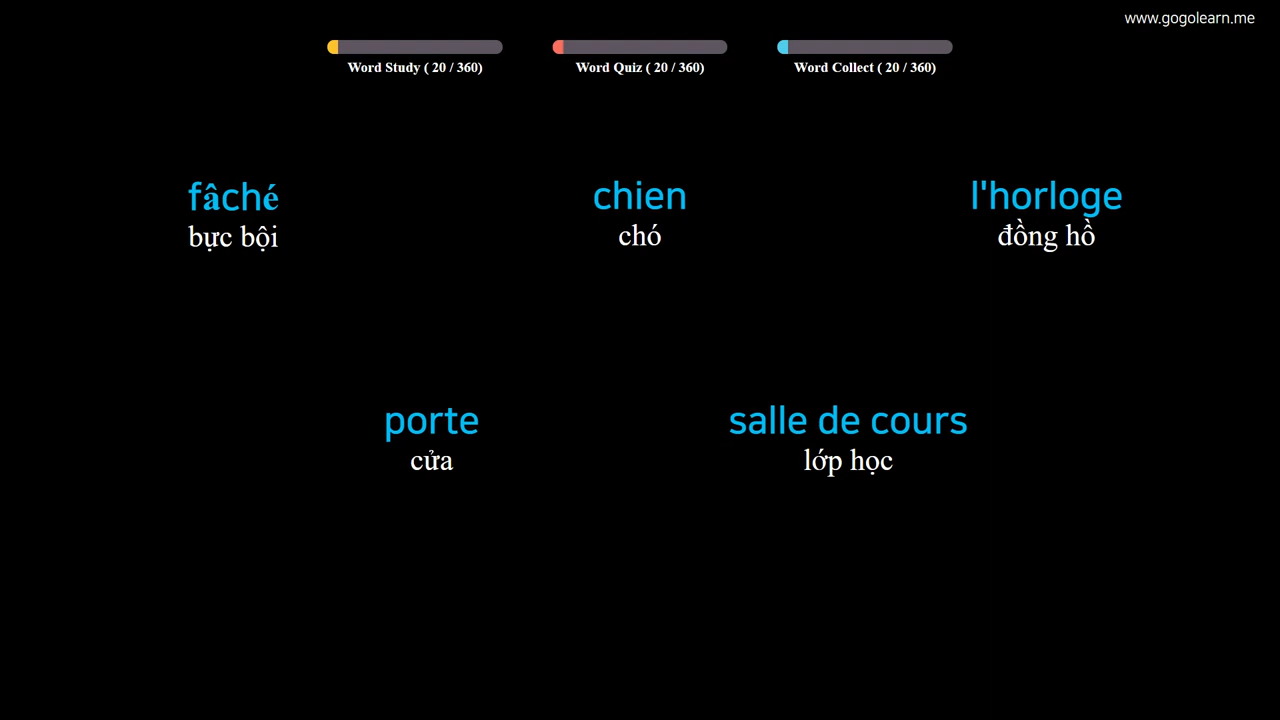 www.gogolearn.me
Word Study ( 20 / 360)
Word Quiz ( 20 / 360)
Word Collect ( 20 / 360)
fâché
bực bội
chien
chó
l'horloge
đồng hồ
porte
cửa
salle de cours
lớp học